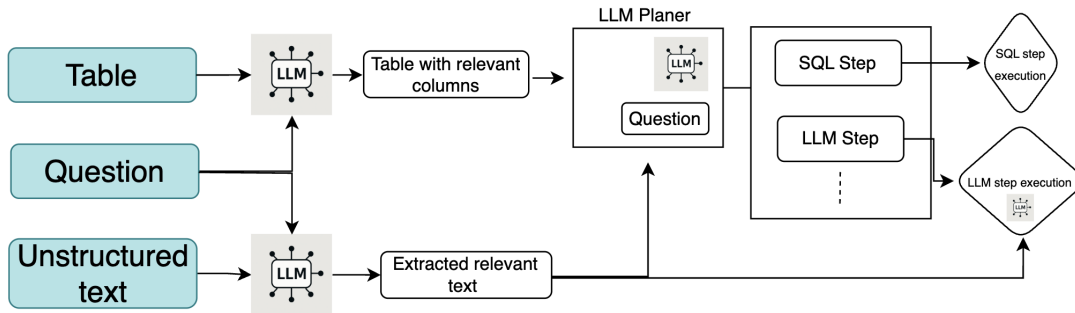 LLM Planer
Table
LLM
Table with relevant
columns
LLM
Question
SQL Step
SQL step
execution
Question
LLM Step
LLM step execution
LLM
Unstructured
text
LLM
Extracted relevant
text